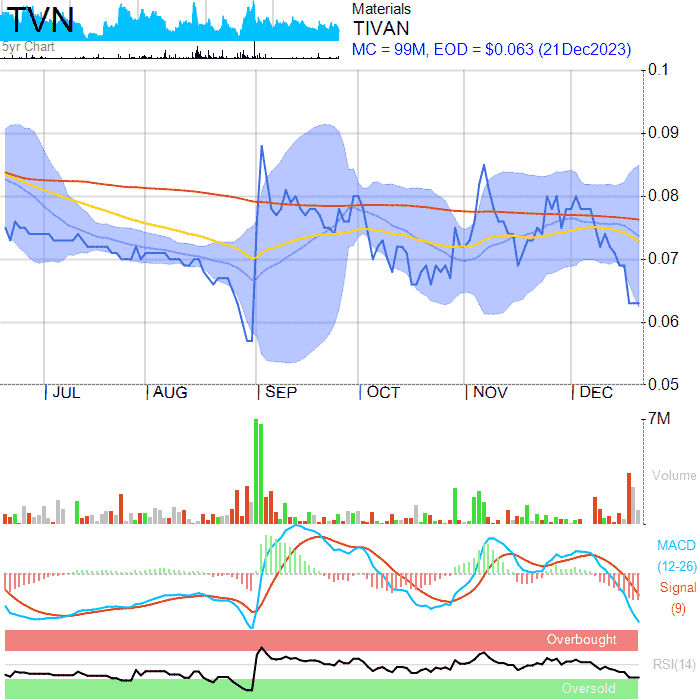 TVN
5yr Chart
Materials
TIVAN
MC = 99M, EOD = $0.063 (21Dec2023)
0.1
0.09
0.08
0.07
0.06
0.05
JUL AUG SEP OCT NOV DEC
7M
Volume
MACD
(12-26)
Signal
(9)
Overbought
RSI(14)
Oversold